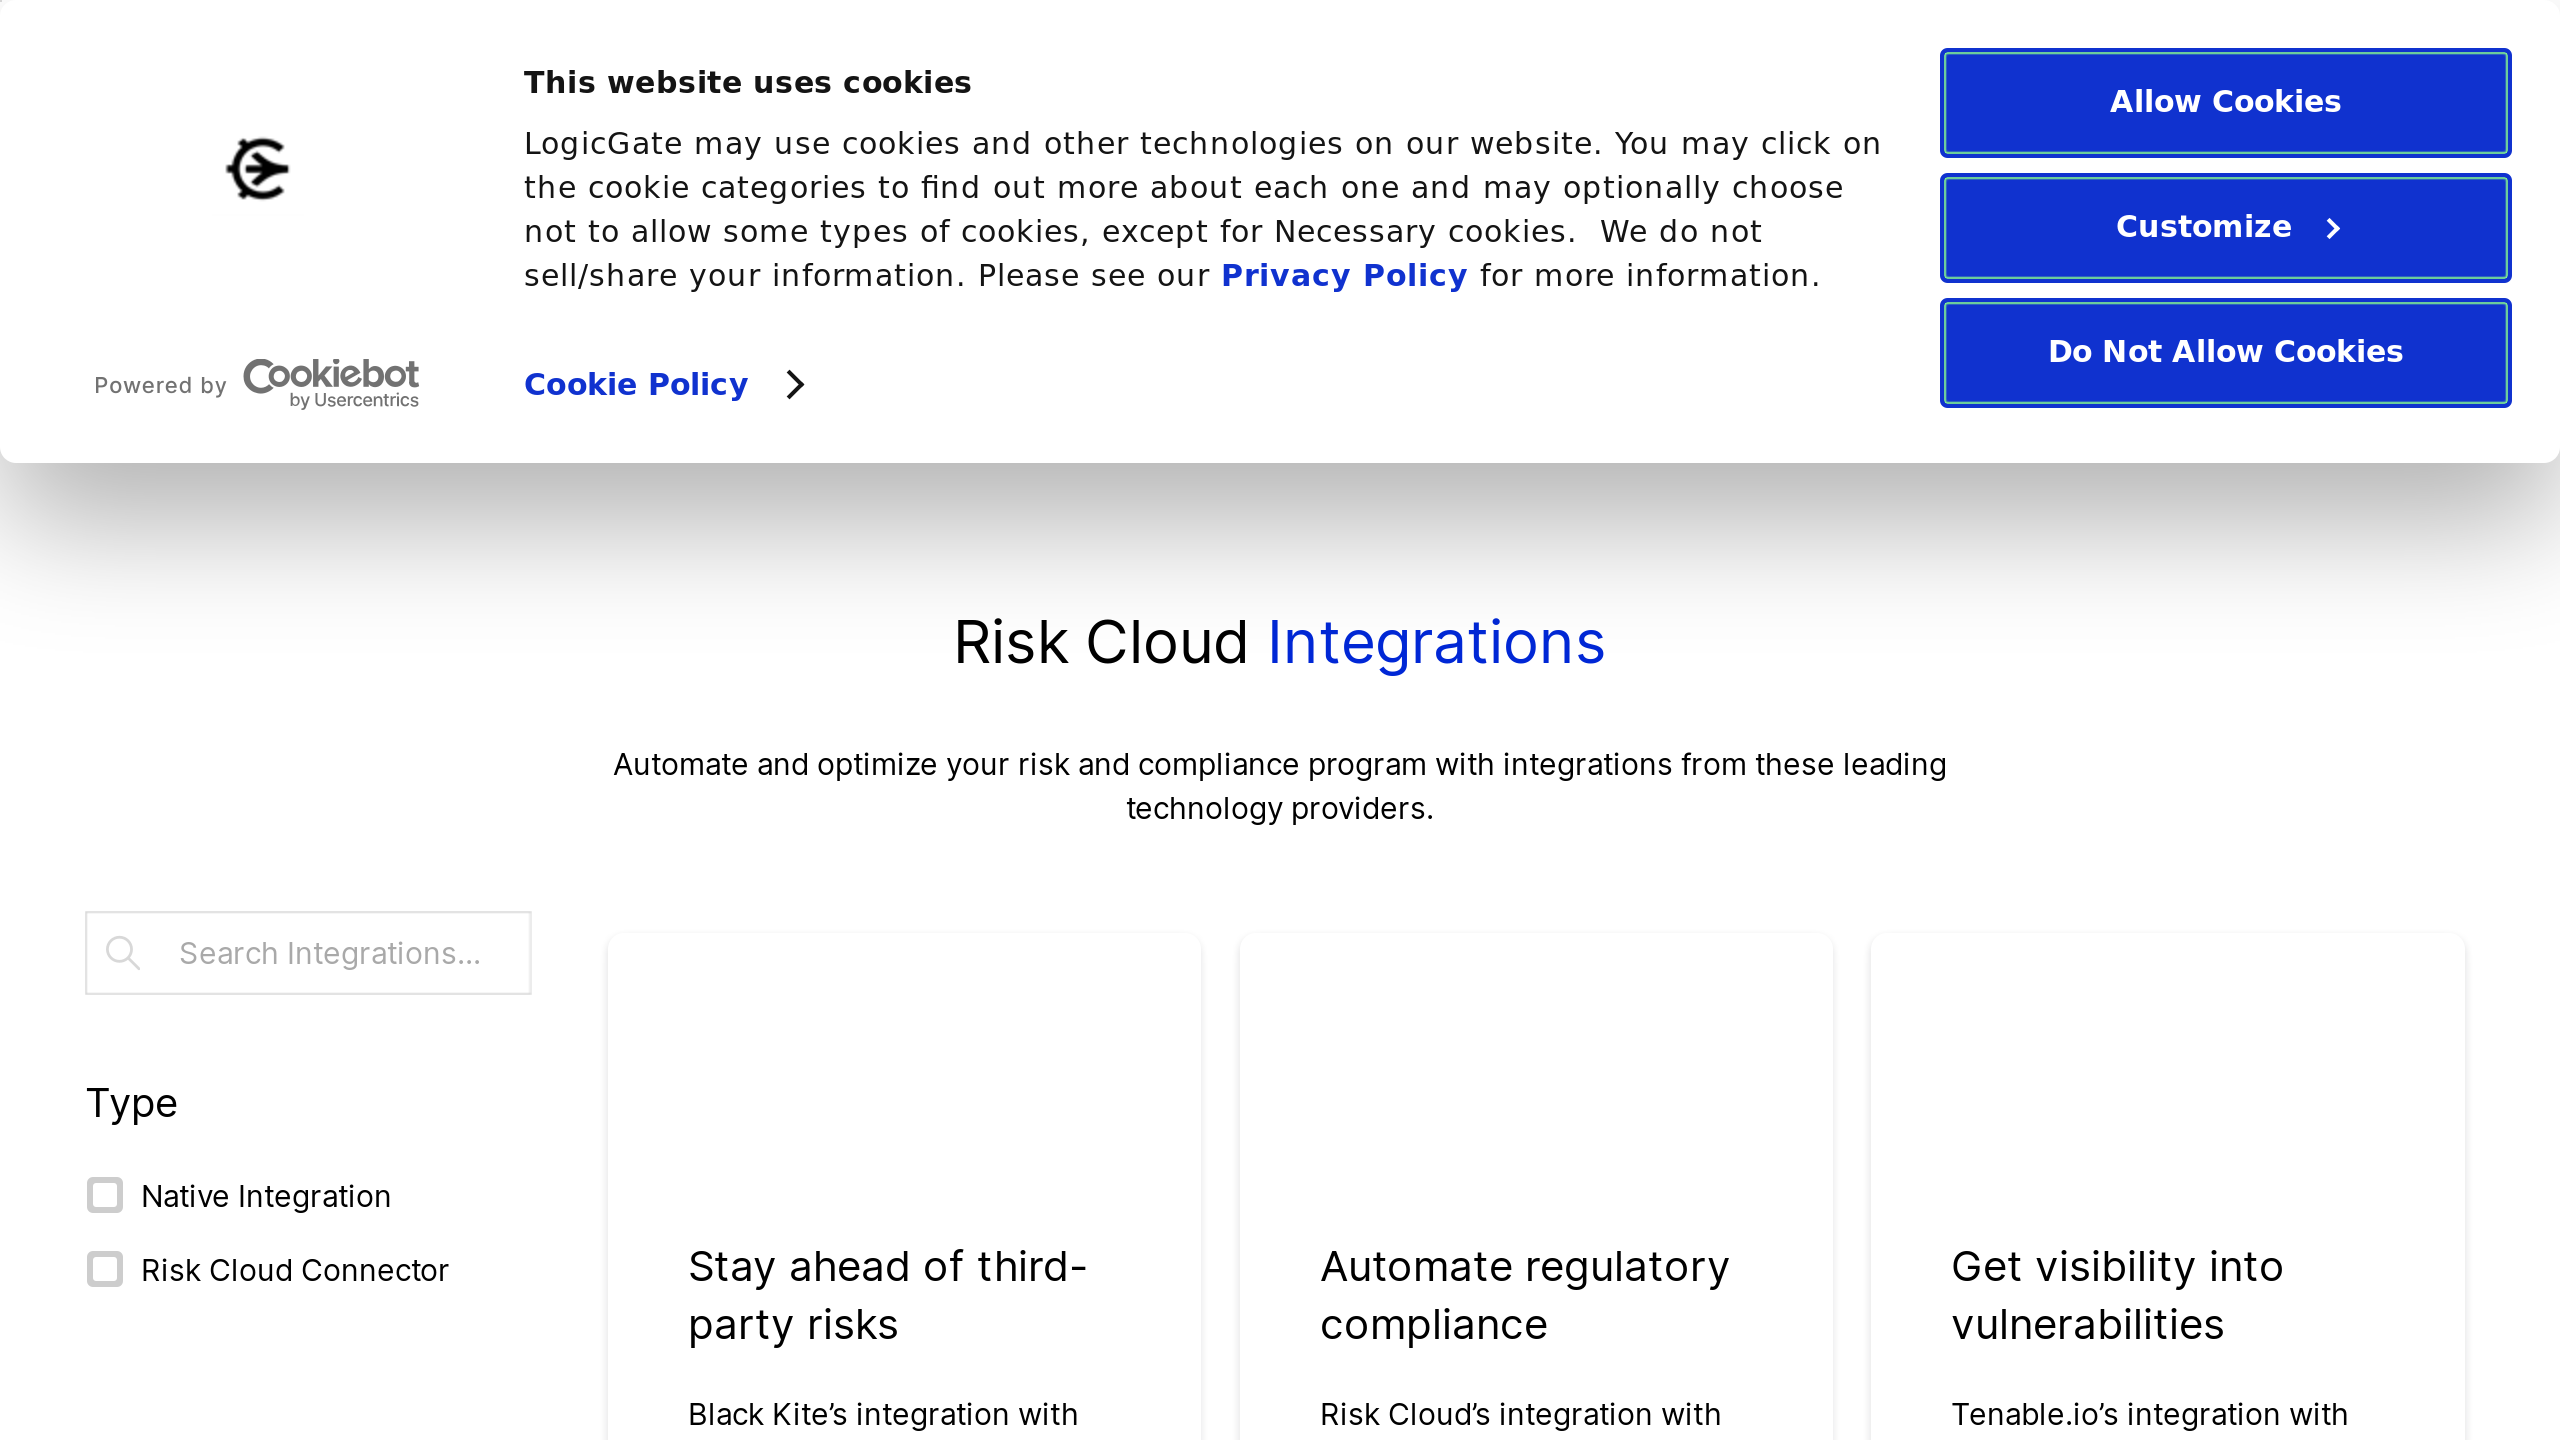 This website uses cookies
LogicGate may use cookies and other technologies on our website. You may click on
the cookie categories to find out more about each one and may optionally choose
not to allow some types of cookies, except for Necessary cookies.  We do not
sell/share your information. Please see our Privacy Policy for more information.
Cookie Policy
Powered by Cookiebot
by Usercentrics
Allow Cookies
Customize
Do Not Allow Cookies
Risk Cloud Integrations
Automate and optimize your risk and compliance program with integrations from these leading
technology providers.
Search Integrations...
Type
Native Integration
Risk Cloud Connector
Stay ahead of third-
party risks
Black Kite’s integration with
Automate regulatory
compliance
Risk Cloud’s integration with
Get visibility into
vulnerabilities
Tenable.io’s integration with